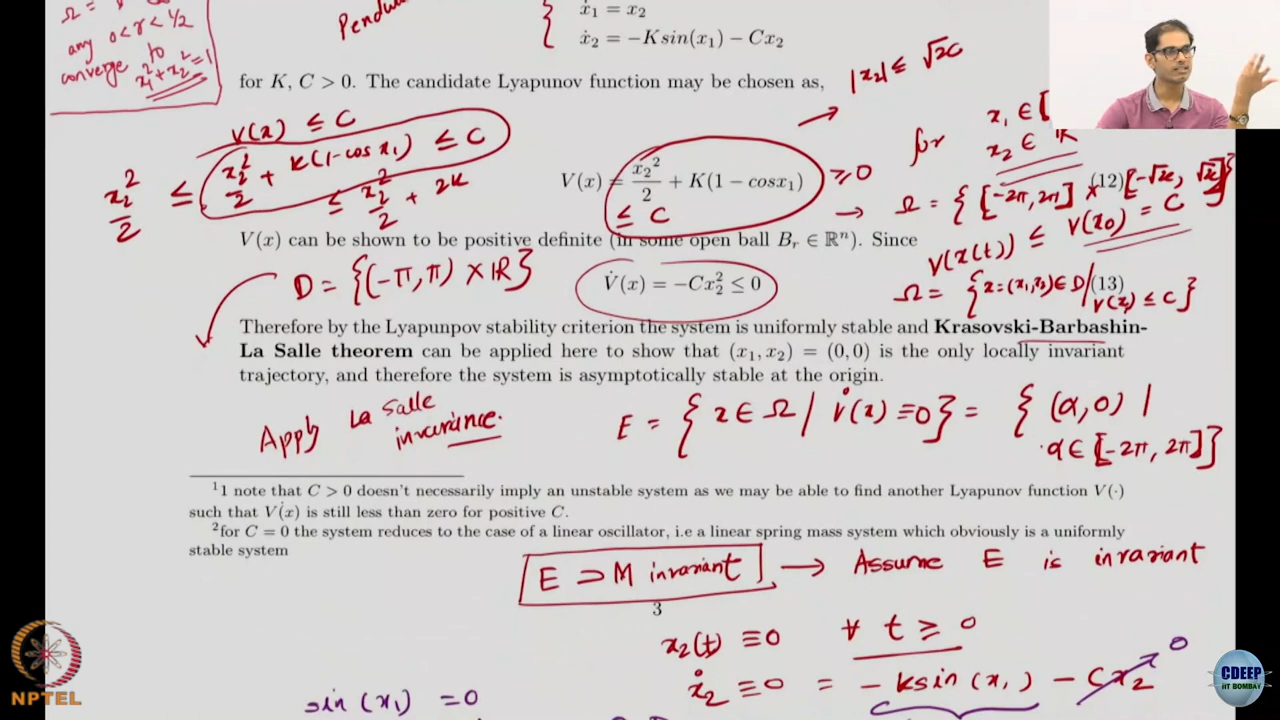 Ω =
any 0 < r < 1/2
converge to
x₁² + x₂² = 1
ẋ₁ = x₂
ẋ₂ = −Ksin(x₁) − Cx₂
for K, C > 0. The candidate Lyapunov function may be chosen as,
|x₂| ≤ √2C
V(x) ≤ C
x₂²/2 ≤ x₂²/2 + K(1-cos x₁) ≤ C
≤ x₂²/2 + 2K
V(x) = x₂²/2 + K(1 − cosx₁) ≥ 0
≤ C
for x₁ ∈ [
x₂ ∈ R
(12)
→ Ω = { [-2π, 2π] × [-√2C, √2C] }
V(x) can be shown to be positive definite (in some open ball Bᵣ ∈ ℝⁿ). Since
V(x(t)) ≤ V(x₀) = C
D = {(-π, π) × ℝ}
V̇(x) = −Cx₂² ≤ 0
(13)
Ω = {x = (x₁, x₂) ∈ D / V(x) ≤ C}
Therefore by the Lyapunpov stability criterion the system is uniformly stable and Krasovski-Barbashin-
La Salle theorem can be applied here to show that (x₁, x₂) = (0, 0) is the only locally invariant
trajectory, and therefore the system is asymptotically stable at the origin.
Apply La Salle
invariance.
E = { x ∈ Ω / V̇(x) ≡ 0 } = { (α, 0) |
α ∈ [-2π, 2π] }
¹1 note that C > 0 doesn't necessarily imply an unstable system as we may be able to find another Lyapunov function V(·)
such that V̇(x) is still less than zero for positive C.
²for C = 0 the system reduces to the case of a linear oscillator, i.e a linear spring mass system which obviously is a uniformly
stable system
E ⊃ M invariant → Assume E is invariant
3
x₂(t) ≡ 0 ∀ t ≥ 0
ẋ₂ ≡ 0 = -Ksin(x₁) - Cx₂ 0
sin(x₁) = 0
NPTEL
CDEEP
IIT BOMBAY